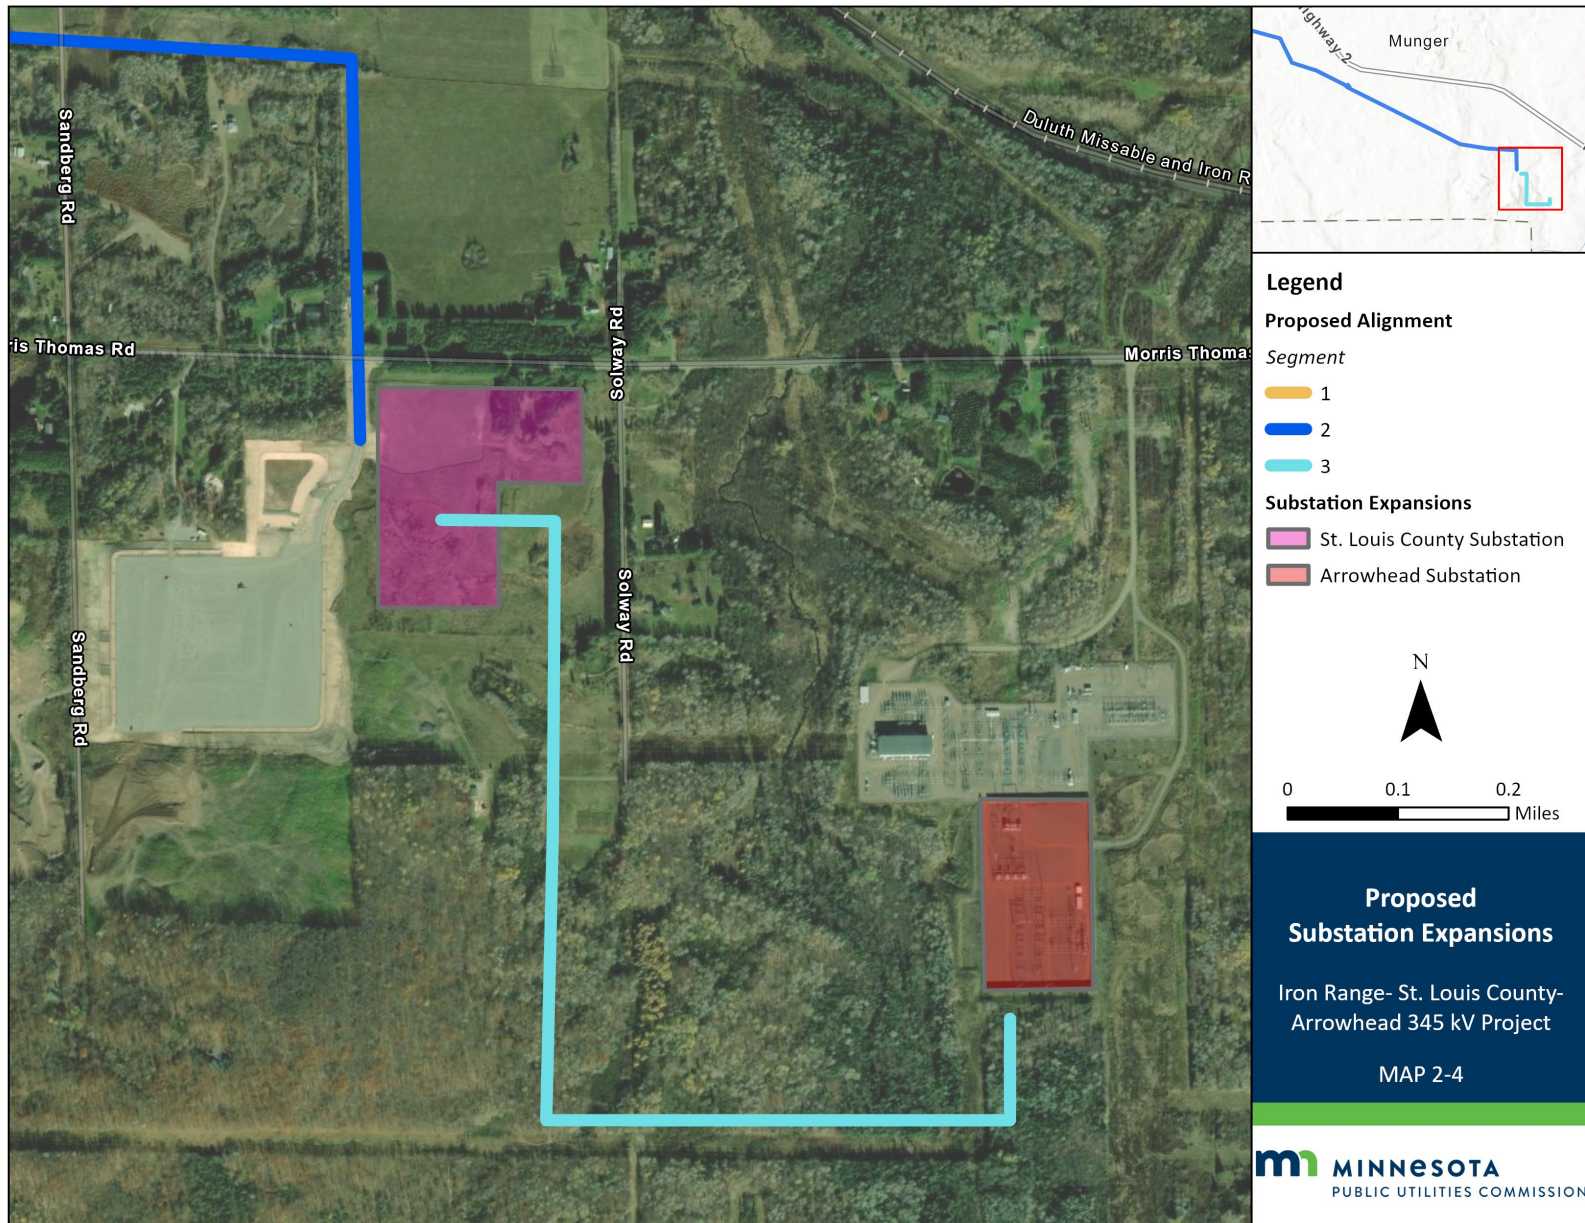 Sandberg Rd
Duluth Missable and Iron R
ris Thomas Rd
Solway Rd
Morris Thomas
Solway Rd
Sandberg Rd
ighway 2
Munger
Legend
Proposed Alignment
Segment
1
2
3
Substation Expansions
St. Louis County Substation
Arrowhead Substation
N
0 0.1 0.2
Miles
Proposed
Substation Expansions
Iron Range- St. Louis County-
Arrowhead 345 kV Project
MAP 2-4
mn MINNESOTA
PUBLIC UTILITIES COMMISSION